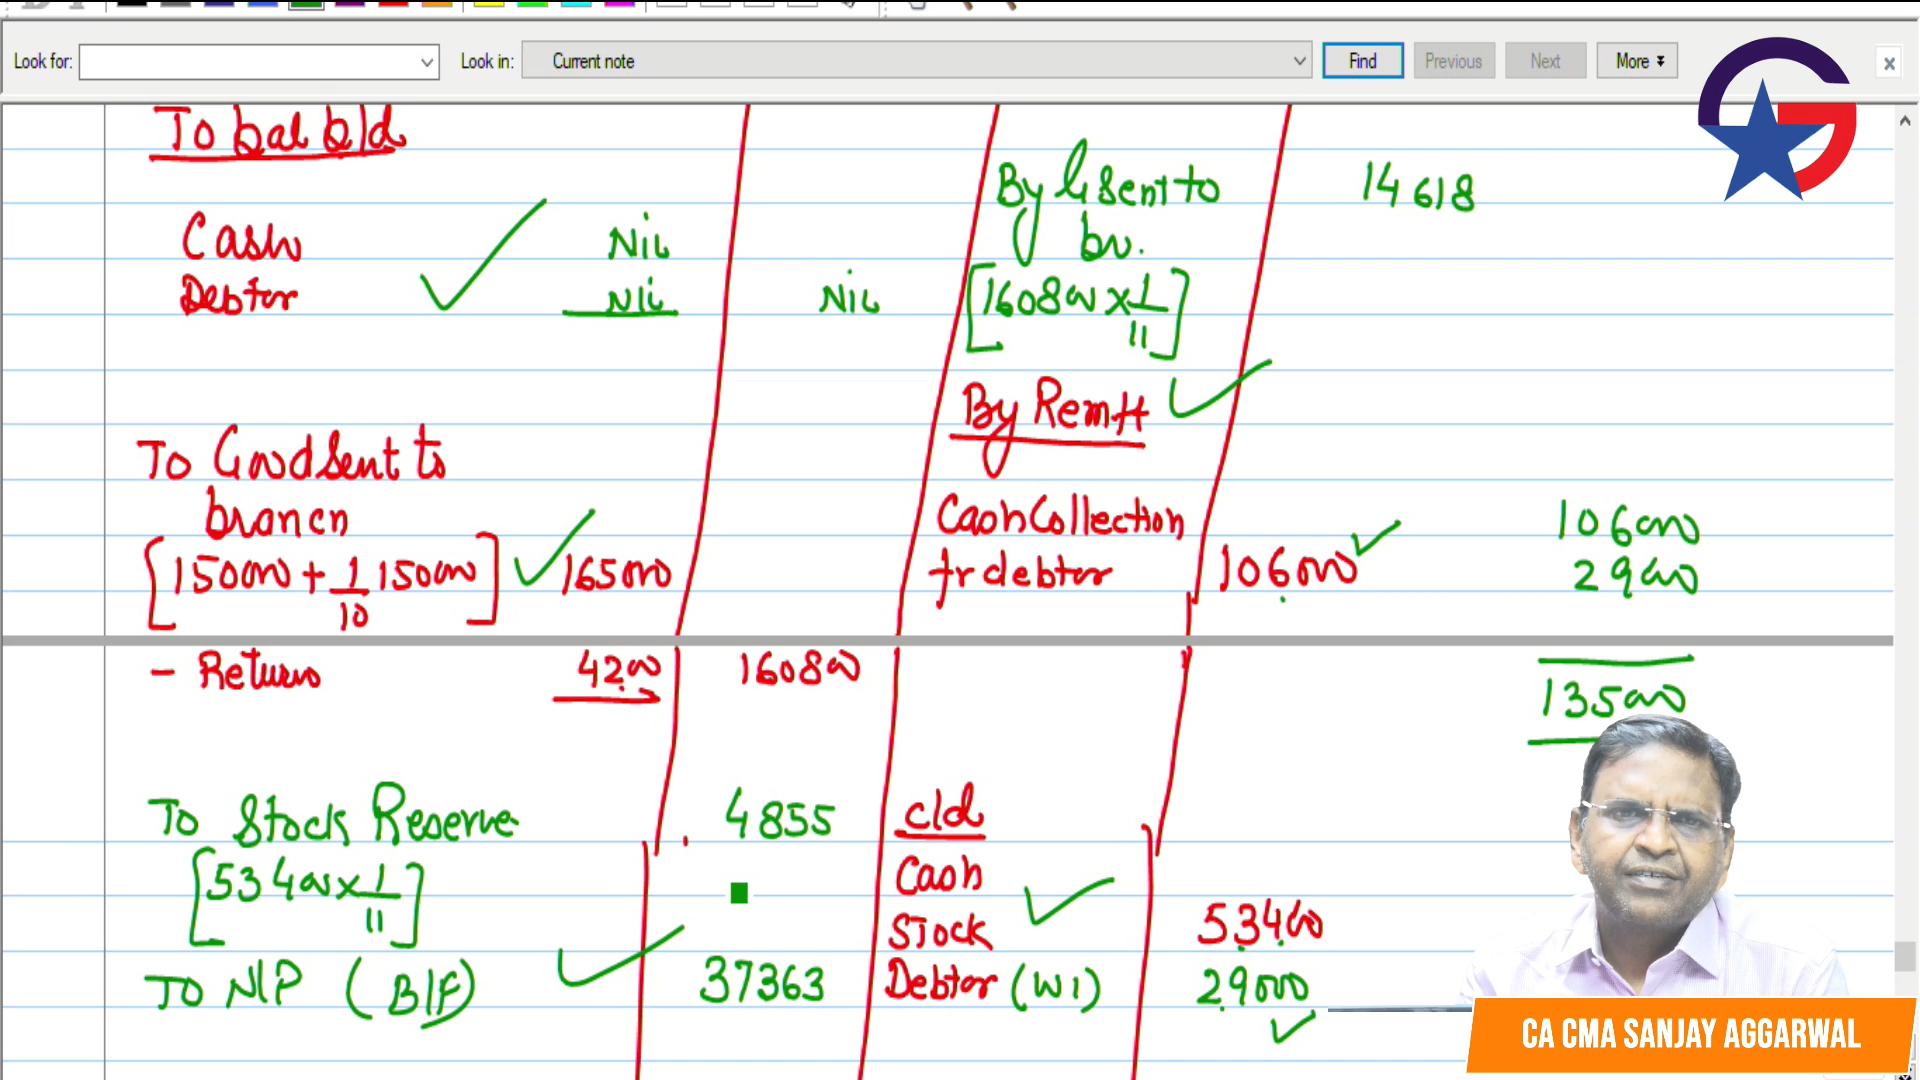 Look for:
Look in: Current note Find Previous Next More
To bal b/d
Cash Nil
Debtor Nil Nil
To Good Sent to
branch
[150000 + 1/10 150000] 165000
- Return 4200 160800
To Stock Reserve 4855
[53400 x 1/11]
To N/P (B/F) 37363
By G Sent to 14618
br.
[160800 x 1/11]
By Remtt
Cash Collection
fr debtor 106000
c/d
Cash
Stock 53400
Debtor (W1) 29000
106000
29000
135000
CA CMA SANJAY AGGARWAL